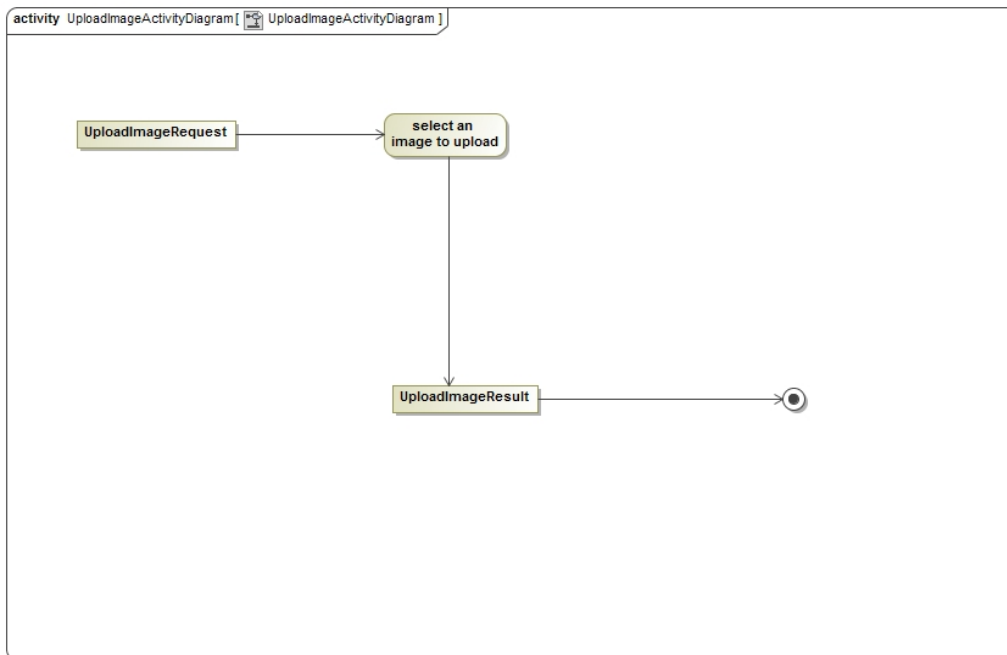 activity UploadImageActivityDiagram [ UploadImageActivityDiagram ]
UploadImageRequest
select an
image to upload
UploadImageResult